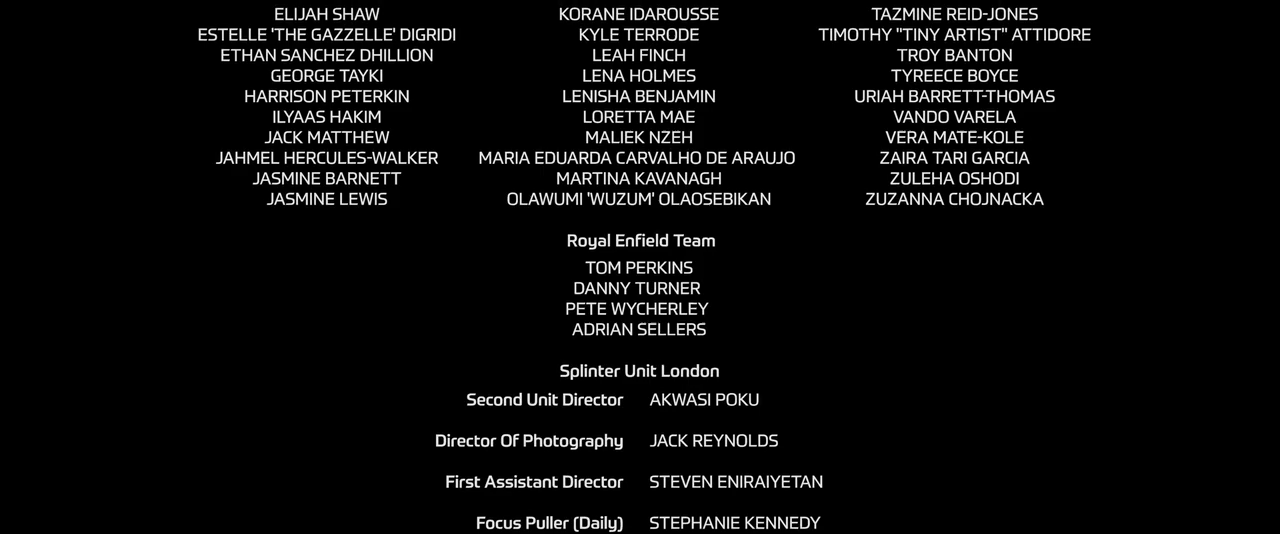 ELIJAH SHAW KORANE IDAROUSSE TAZMINE REID-JONES
ESTELLE 'THE GAZZELLE' DIGRIDI KYLE TERRODE TIMOTHY "TINY ARTIST" ATTIDORE
ETHAN SANCHEZ DHILLION LEAH FINCH TROY BANTON
GEORGE TAYKI LENA HOLMES TYREECE BOYCE
HARRISON PETERKIN LENISHA BENJAMIN URIAH BARRETT-THOMAS
ILYAAS HAKIM LORETTA MAE VANDO VARELA
JACK MATTHEW MALIEK NZEH VERA MATE-KOLE
JAHMEL HERCULES-WALKER MARIA EDUARDA CARVALHO DE ARAUJO ZAIRA TARI GARCIA
JASMINE BARNETT MARTINA KAVANAGH ZULEHA OSHODI
JASMINE LEWIS OLAWUMI 'WUZUM' OLAOSEBIKAN ZUZANNA CHOJNACKA
Royal Enfield Team
TOM PERKINS
DANNY TURNER
PETE WYCHERLEY
ADRIAN SELLERS
Splinter Unit London
Second Unit Director AKWASI POKU
Director Of Photography JACK REYNOLDS
First Assistant Director STEVEN ENIRAIYETAN
Focus Puller (Daily) STEPHANIE KENNEDY